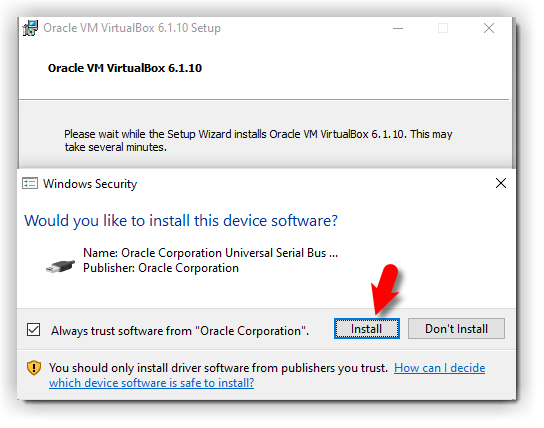 Oracle VM VirtualBox 6.1.10 Setup
Oracle VM VirtualBox 6.1.10
Please wait while the Setup Wizard installs Oracle VM VirtualBox 6.1.10. This may
take several minutes.
Windows Security
Would you like to install this device software?
Name: Oracle Corporation Universal Serial Bus ...
Publisher: Oracle Corporation
Always trust software from "Oracle Corporation".
Install
Don't Install
You should only install driver software from publishers you trust. How can I decide
which device software is safe to install?